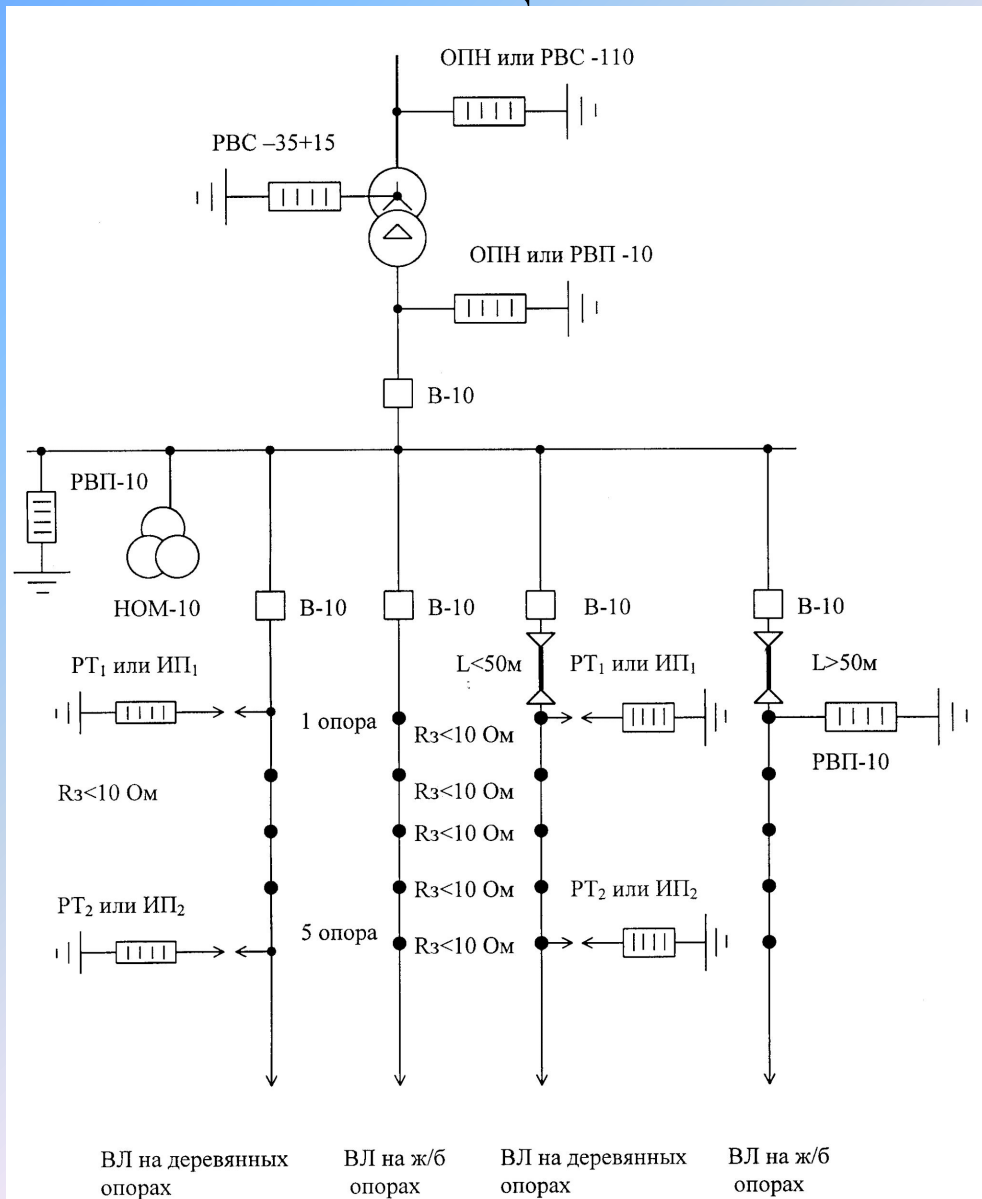 ОПН или РВС -110
РВС –35+15
ОПН или РВП -10
В-10
РВП-10
НОМ-10
В-10
В-10
В-10
В-10
РТ₁ или ИП₁
L<50м
РТ₁ или ИП₁
L>50м
1 опора
Rз<10 Ом
РВП-10
Rз<10 Ом
Rз<10 Ом
Rз<10 Ом
РТ₂ или ИП₂
Rз<10 Ом
РТ₂ или ИП₂
5 опора
Rз<10 Ом
ВЛ на деревянных
опорах
ВЛ на ж/б
опорах
ВЛ на деревянных
опорах
ВЛ на ж/б
опорах